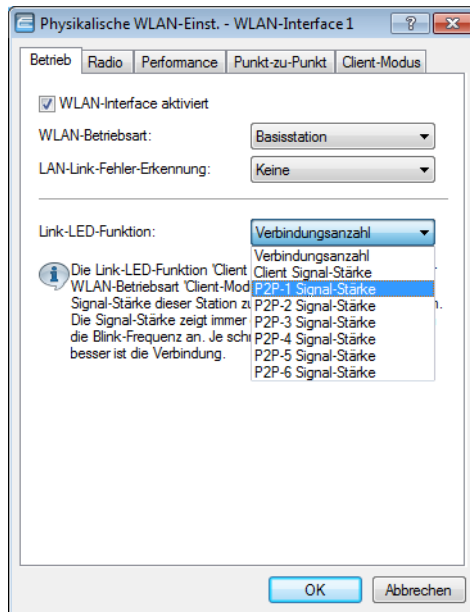 Physikalische WLAN-Einst. - WLAN-Interface 1
Betrieb Radio Performance Punkt-zu-Punkt Client-Modus
WLAN-Interface aktiviert
WLAN-Betriebsart: Basisstation
LAN-Link-Fehler-Erkennung: Keine
Link-LED-Funktion: Verbindungsanzahl
Verbindungsanzahl
Client Signal-Stärke
P2P-1 Signal-Stärke
P2P-2 Signal-Stärke
P2P-3 Signal-Stärke
P2P-4 Signal-Stärke
P2P-5 Signal-Stärke
P2P-6 Signal-Stärke
Die Link-LED-Funktion 'Client
WLAN-Betriebsart 'Client-Mod
Signal-Stärke dieser Station
Die Signal-Stärke zeigt immer
die Blink-Frequenz an. Je
besser ist die Verbindung.
OK Abbrechen